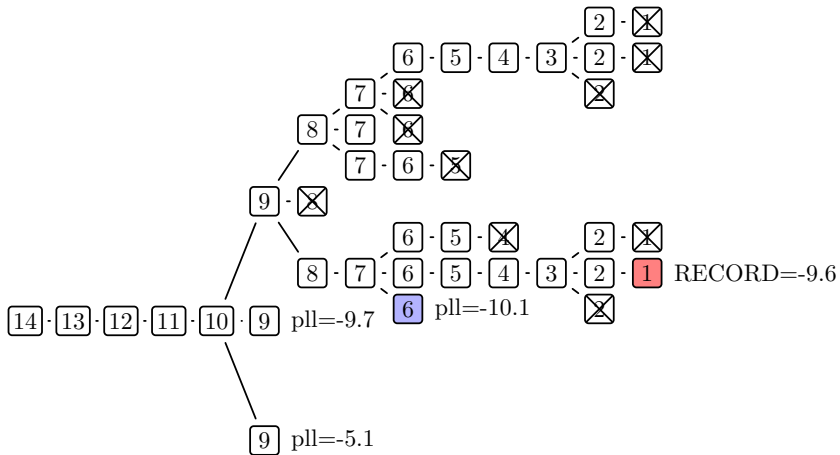 2 1
6 5 4 3 2 1
7 6 2
8 7 6
7 6 5
9 8
6 5 4 2 1
8 7 6 5 4 3 2 1 RECORD=-9.6
6 pll=-10.1 2
14 13 12 11 10 9 pll=-9.7
9 pll=-5.1